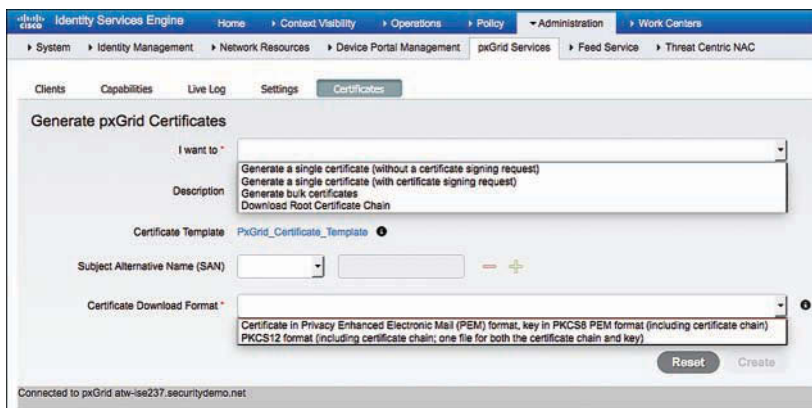 cisco Identity Services Engine Home Context Visibility Operations Policy Administration Work Centers
System Identity Management Network Resources Device Portal Management pxGrid Services Feed Service Threat Centric NAC
Clients Capabilities Live Log Settings Certificates
Generate pxGrid Certificates
I want to *
Generate a single certificate (without a certificate signing request)
Generate a single certificate (with certificate signing request)
Generate bulk certificates
Download Root Certificate Chain
Description
Certificate Template PxGrid_Certificate_Template
Subject Alternative Name (SAN)
Certificate Download Format *
Certificate in Privacy Enhanced Electronic Mail (PEM) format, key in PKCS8 PEM format (including certificate chain)
PKCS12 format (including certificate chain; one file for both the certificate chain and key)
Reset Create
Connected to pxGrid atw-ise237.securitydemo.net